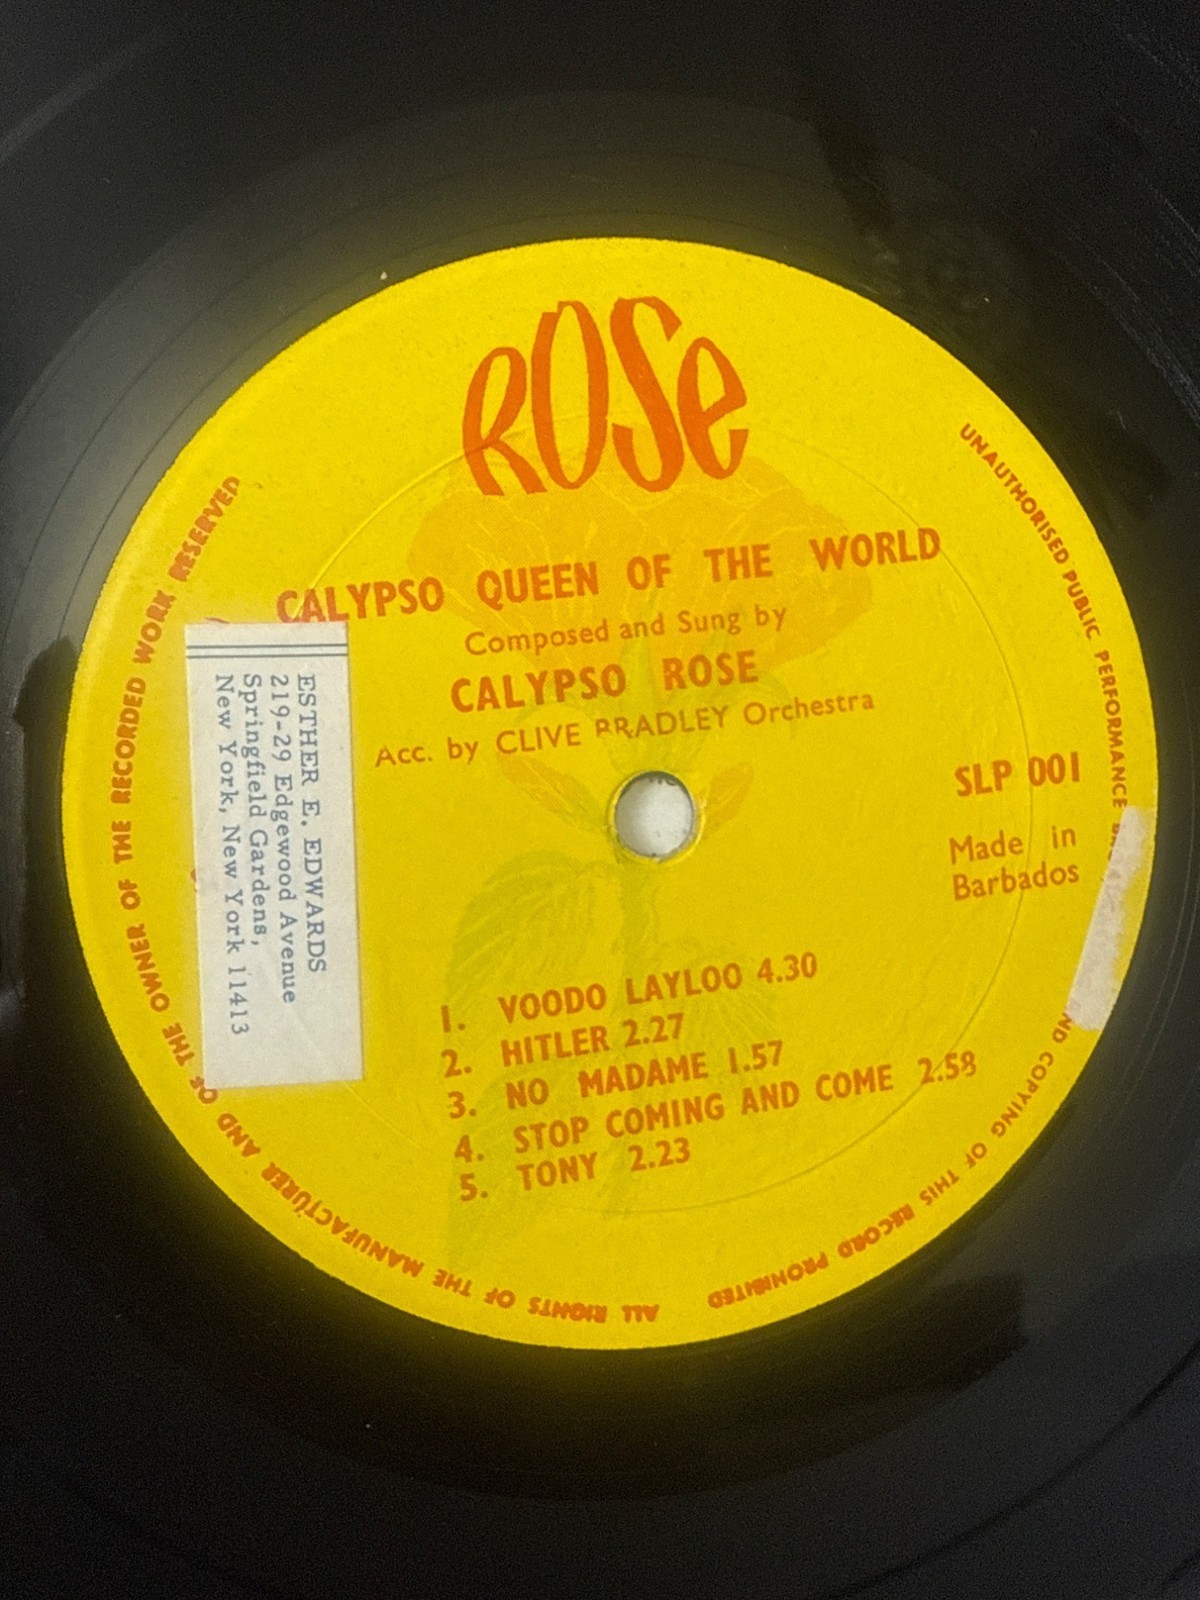 ROSe
CALYPSO QUEEN OF THE WORLD
Composed and Sung by
CALYPSO ROSE
Acc. by CLIVE BRADLEY Orchestra
SLP 001
Made in
Barbados
1. VOODO LAYLOO 4.30
2. HITLER 2.27
3. NO MADAME 1.57
4. STOP COMING AND COME 2.58
5. TONY 2.23
ESTHER E. EDWARDS
219-29 Edgewood Avenue
Springfield Gardens,
New York, New York 11413
ALL RIGHTS OF THE MANUFACTURER AND OF THE OWNER OF THE RECORDED WORK RESERVED
UNAUTHORISED PUBLIC PERFORMANCE COPYING OF THIS RECORD PROHIBITED